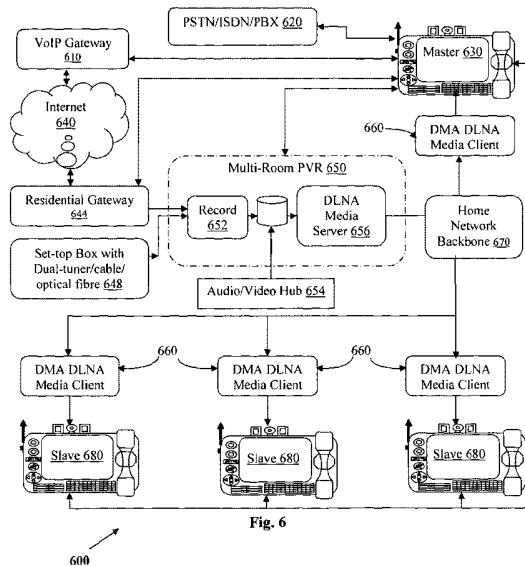 PSTN/ISDN/PBX 620
VoIP Gateway
610
Master 630
Internet
640
660
DMA DLNA
Media Client
Multi-Room PVR 650
Residential Gateway
644
Record
652
DLNA
Media
Server 656
Home
Network
Backbone 670
Set-top Box with
Dual-tuner/cable/
optical fibre 648
Audio/Video Hub 654
660
660
DMA DLNA
Media Client
DMA DLNA
Media Client
DMA DLNA
Media Client
Slave 680
Slave 680
Slave 680
Fig. 6
600